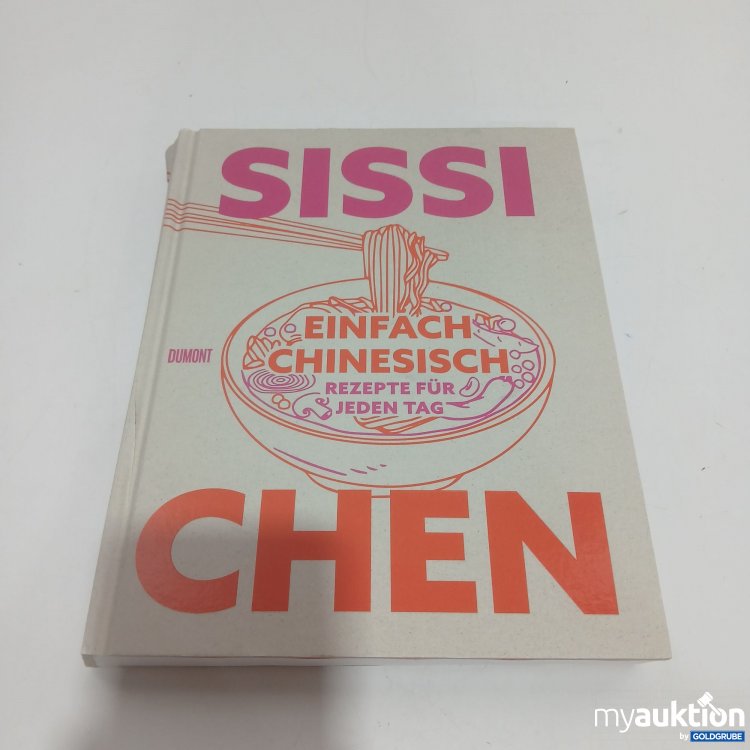 SISSI
EINFACH
CHINESISCH
REZEPTE FÜR
JEDEN TAG
DUMONT
CHEN
myauktion
by GOLDGRUBE